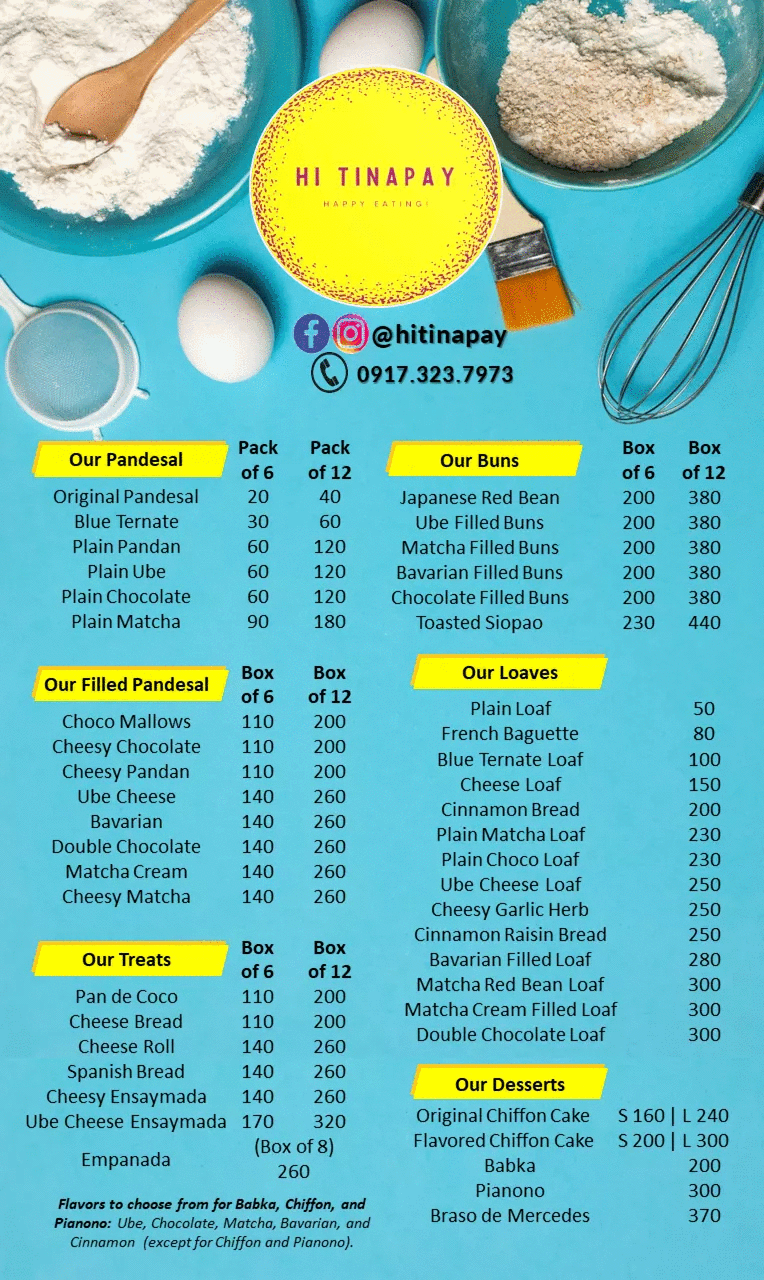 HI TINAPAY
HAPPY EATING!
@hitinapay
0917.323.7973
Our Pandesal Pack of 6 Pack of 12
Original Pandesal 20 40
Blue Ternate 30 60
Plain Pandan 60 120
Plain Ube 60 120
Plain Chocolate 60 120
Plain Matcha 90 180
Our Filled Pandesal Box of 6 Box of 12
Choco Mallows 110 200
Cheesy Chocolate 110 200
Cheesy Pandan 110 200
Ube Cheese 140 260
Bavarian 140 260
Double Chocolate 140 260
Matcha Cream 140 260
Cheesy Matcha 140 260
Our Treats Box of 6 Box of 12
Pan de Coco 110 200
Cheese Bread 110 200
Cheese Roll 140 260
Spanish Bread 140 260
Cheesy Ensaymada 140 260
Ube Cheese Ensaymada 170 320
Empanada (Box of 8) 260
Flavors to choose from for Babka, Chiffon, and
Pianono: Ube, Chocolate, Matcha, Bavarian, and
Cinnamon (except for Chiffon and Pianono).
Our Buns Box of 6 Box of 12
Japanese Red Bean 200 380
Ube Filled Buns 200 380
Matcha Filled Buns 200 380
Bavarian Filled Buns 200 380
Chocolate Filled Buns 200 380
Toasted Siopao 230 440
Our Loaves
Plain Loaf 50
French Baguette 80
Blue Ternate Loaf 100
Cheese Loaf 150
Cinnamon Bread 200
Plain Matcha Loaf 230
Plain Choco Loaf 230
Ube Cheese Loaf 250
Cheesy Garlic Herb 250
Cinnamon Raisin Bread 250
Bavarian Filled Loaf 280
Matcha Red Bean Loaf 300
Matcha Cream Filled Loaf 300
Double Chocolate Loaf 300
Our Desserts
Original Chiffon Cake S 160 | L 240
Flavored Chiffon Cake S 200 | L 300
Babka 200
Pianono 300
Braso de Mercedes 370